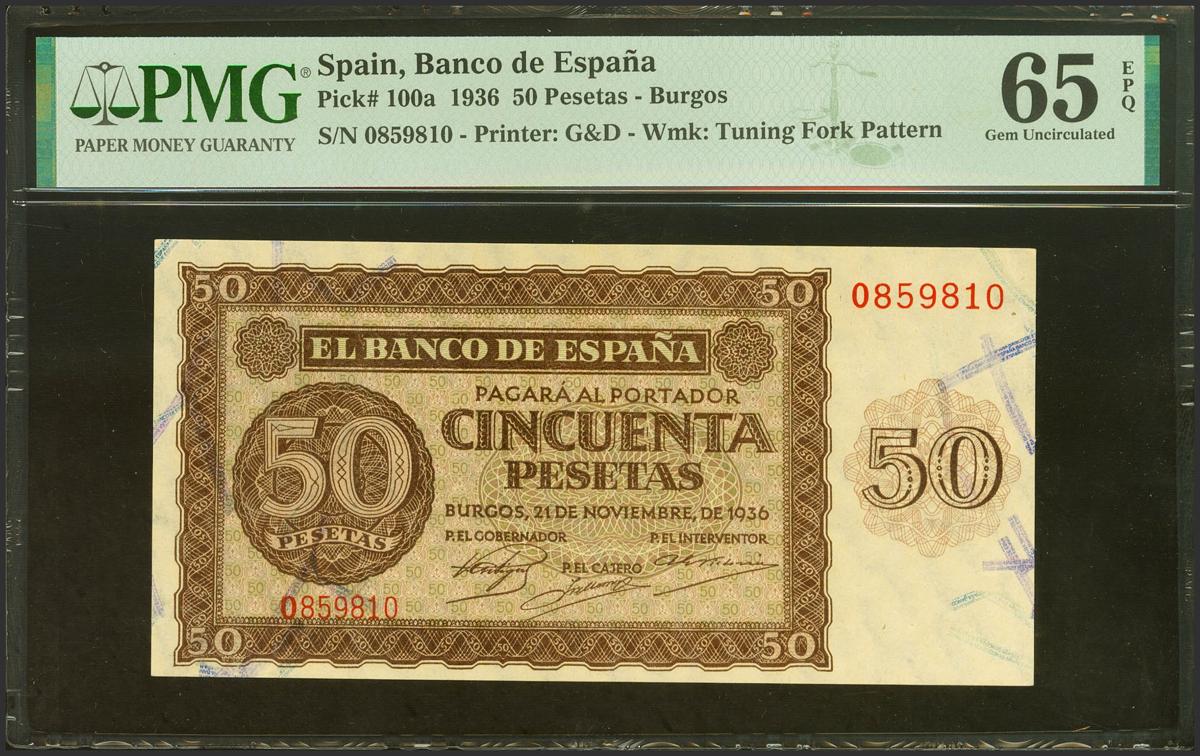 PMG®
PAPER MONEY GUARANTY
Spain, Banco de España
Pick# 100a 1936 50 Pesetas - Burgos
S/N 0859810 - Printer: G&D - Wmk: Tuning Fork Pattern
65 EPQ
Gem Uncirculated
50 50
0859810
EL BANCO DE ESPAÑA
PAGARÁ AL PORTADOR
CINCUENTA
PESETAS
50
PESETAS
50
BURGOS, 21 DE NOVIEMBRE, DE 1936
P. EL GOBERNADOR P. EL INTERVENTOR
P. EL CAJERO
0859810
50 50